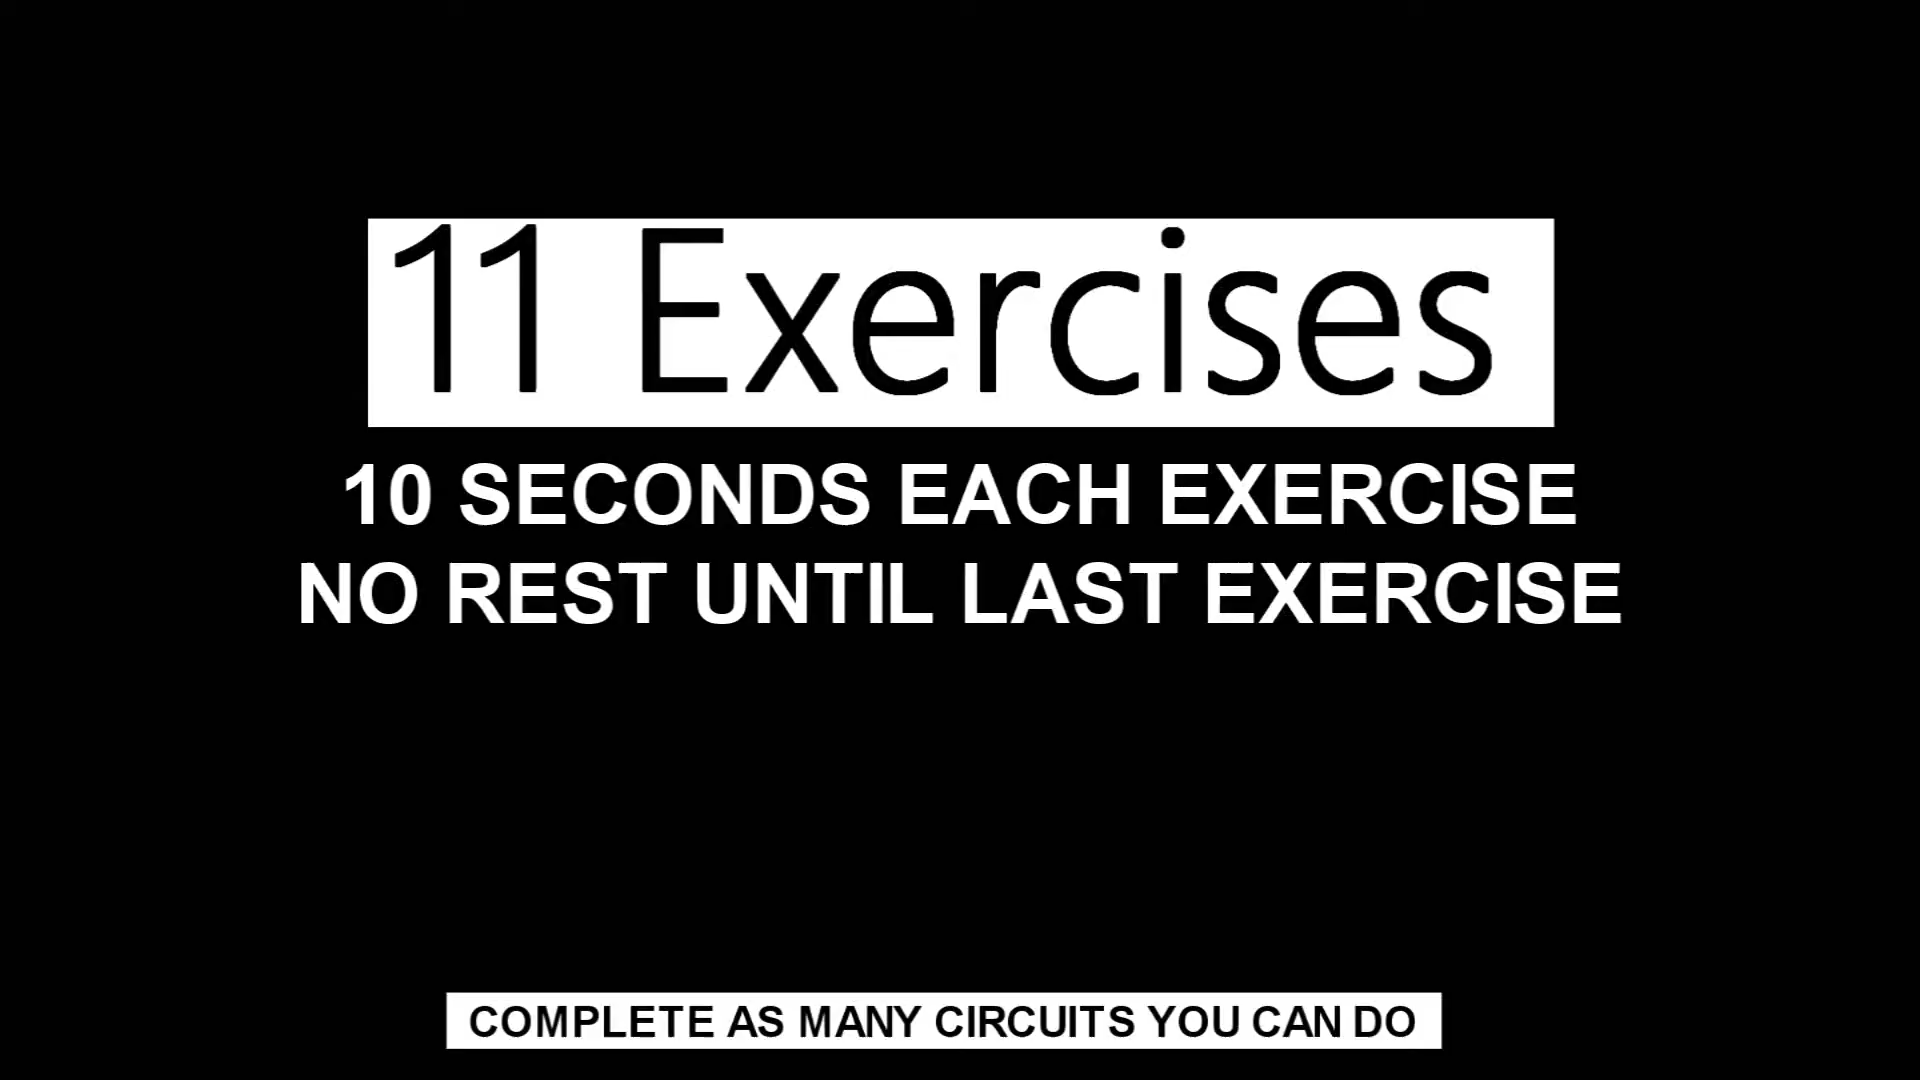 11 Exercises
10 SECONDS EACH EXERCISE
NO REST UNTIL LAST EXERCISE
COMPLETE AS MANY CIRCUITS YOU CAN DO